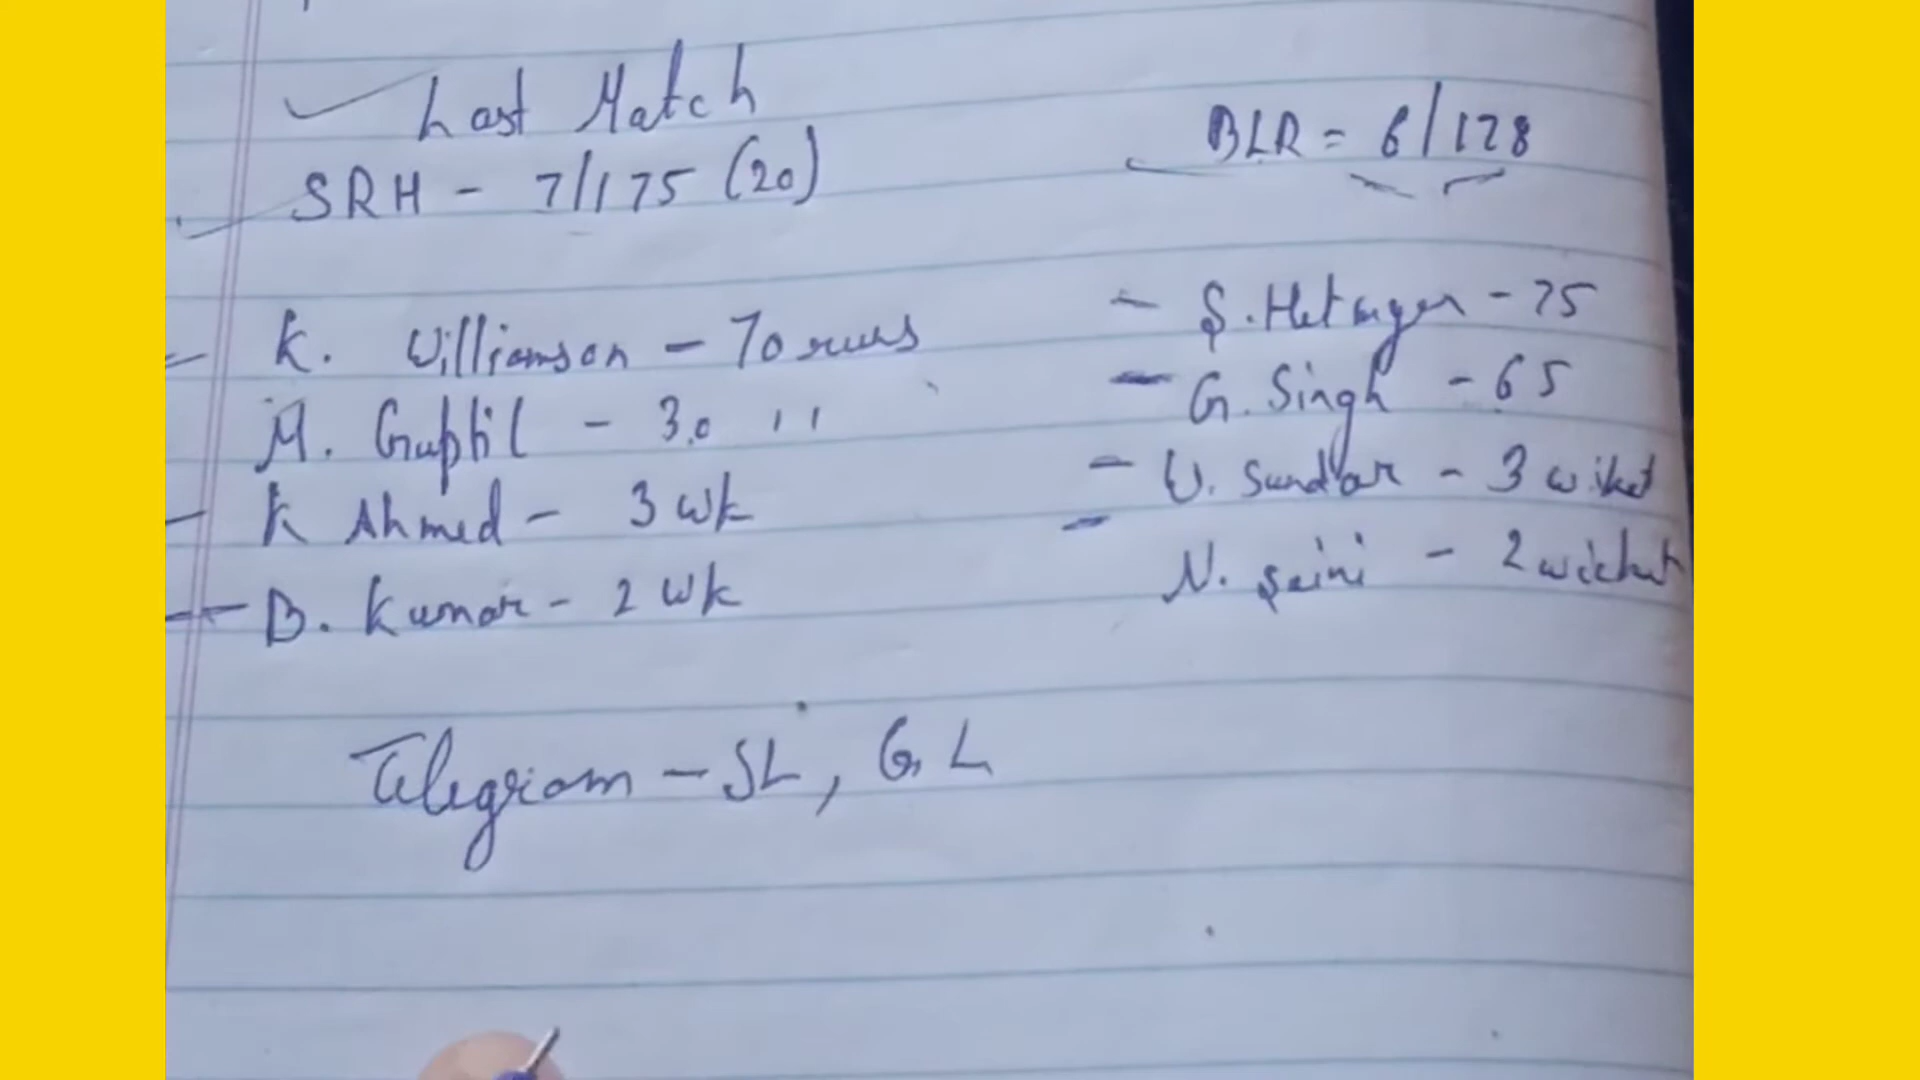 Last Match
SRH - 7/175 (20)
BLR = 6/128
K. Williamson - 70 runs
M. Guptil - 30 11
K Ahmed - 3 wk
B. Kumar - 2 wk
S. Hetmyer - 75
G. Singh - 65
W. Sundar - 3 wiket
N. Saini - 2 wicket
Telegram - SL, GL